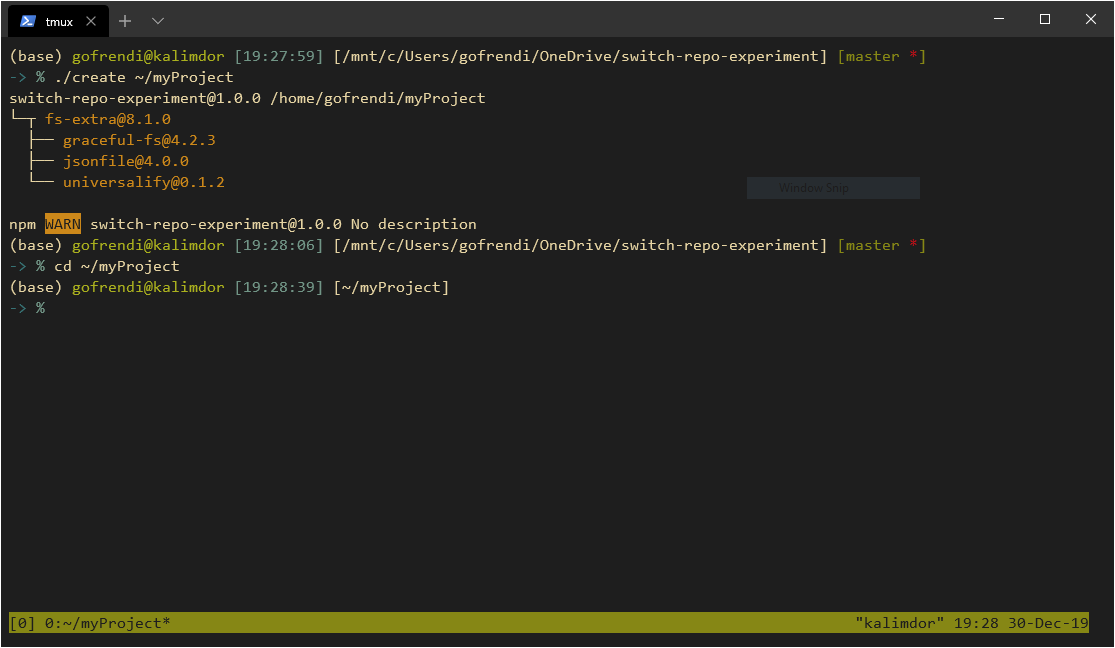 tmux
(base) gofrendi@kalimdor [19:27:59] [/mnt/c/Users/gofrendi/OneDrive/switch-repo-experiment] [master *]
-> % ./create ~/myProject
switch-repo-experiment@1.0.0 /home/gofrendi/myProject
└─┬ fs-extra@8.1.0
  ├── graceful-fs@4.2.3
  ├── jsonfile@4.0.0
  └── universalify@0.1.2
Window Snip
npm WARN switch-repo-experiment@1.0.0 No description
(base) gofrendi@kalimdor [19:28:06] [/mnt/c/Users/gofrendi/OneDrive/switch-repo-experiment] [master *]
-> % cd ~/myProject
(base) gofrendi@kalimdor [19:28:39] [~/myProject]
-> %
[0] 0:~/myProject* "kalimdor" 19:28 30-Dec-19